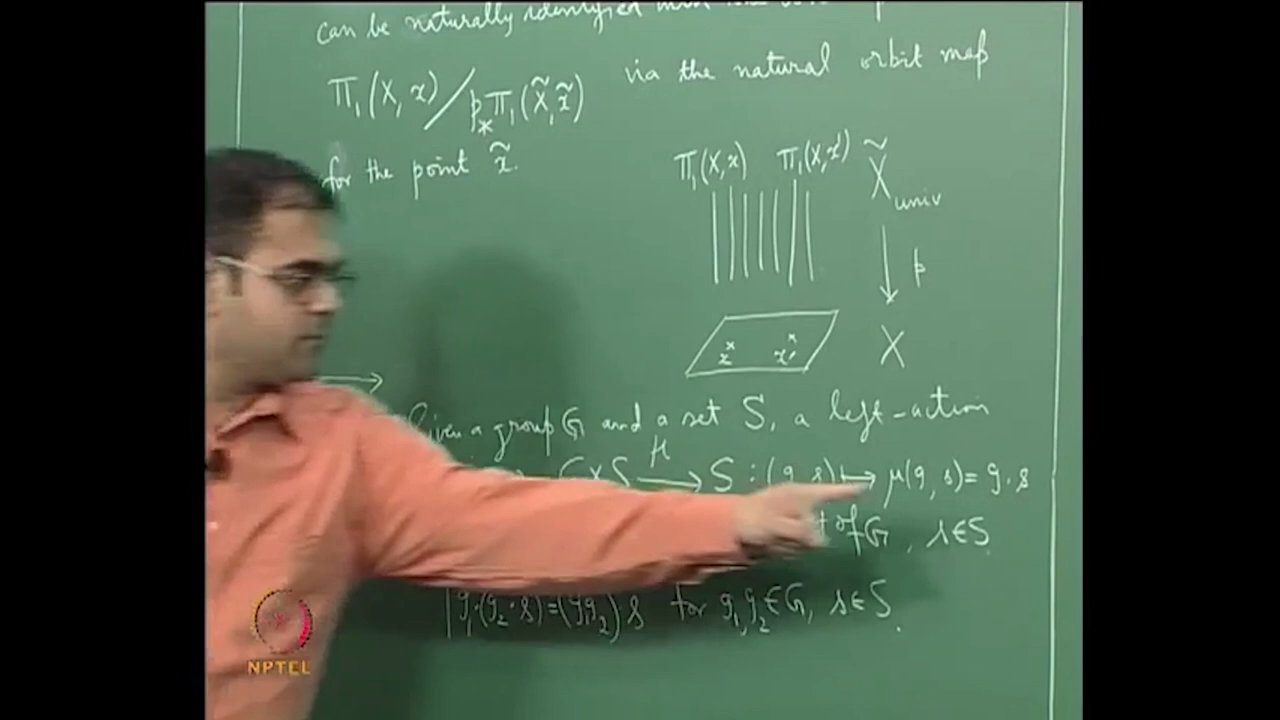 can be naturally identified
π₁(X, x) / p_* π₁(X̃, x̃) via the natural orbit map
for the point x̃.
π₁(X,x) π₁(X,x') X̃univ
p
x x' X
Given a group G and a set S, a left-action
G×S →^μ S : (g, s) ↦ μ(g, s) = g·s
of G, s∈S
g₁·(g₂·s) = (g₁g₂)s for g₁,g₂∈G, s∈S.
NPTEL